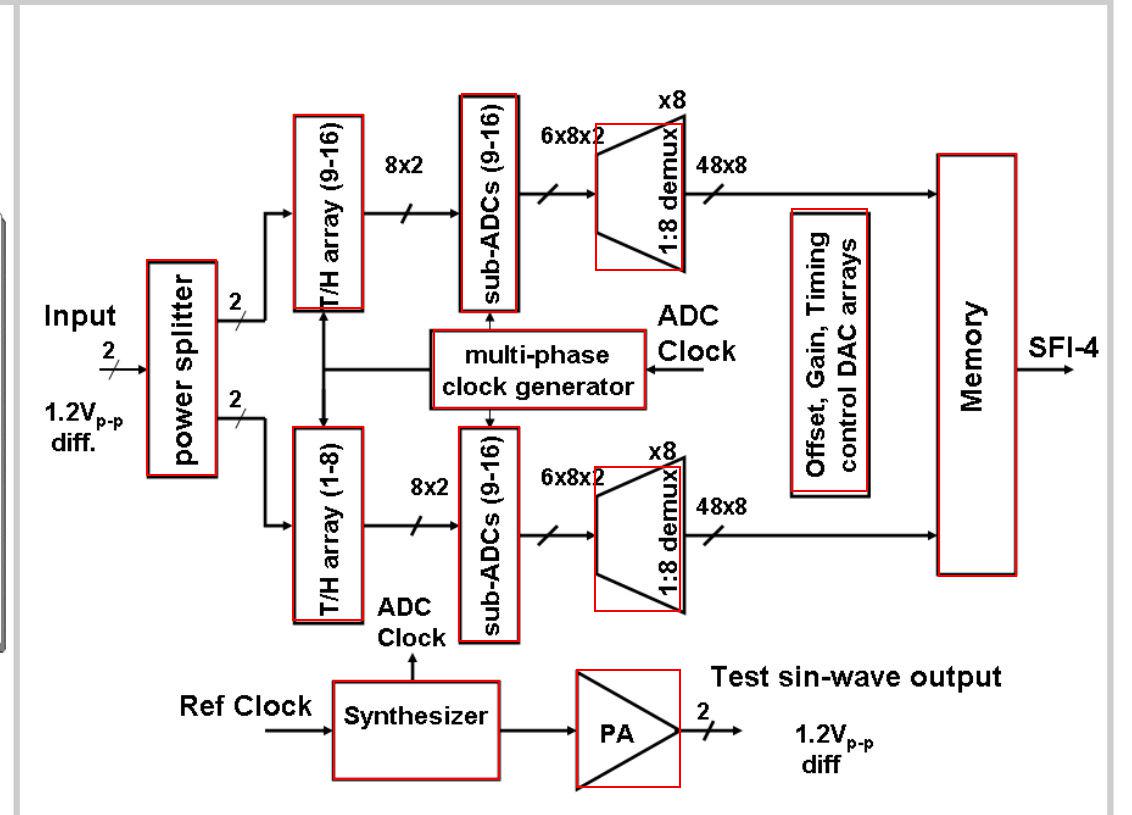 x8
6x8x2
8x2
48x8
T/H array (9-16)
sub-ADCs (9-16)
1:8 demux
Offset, Gain, Timing
control DAC arrays
Memory
power splitter
2
Input
2
1.2Vp-p
diff.
2
multi-phase
clock generator
ADC
Clock
SFI-4
T/H array (1-8)
8x2
sub-ADCs (9-16)
6x8x2
x8
1:8 demux
48x8
ADC
Clock
Ref Clock
Synthesizer
PA
2
Test sin-wave output
1.2Vp-p
diff